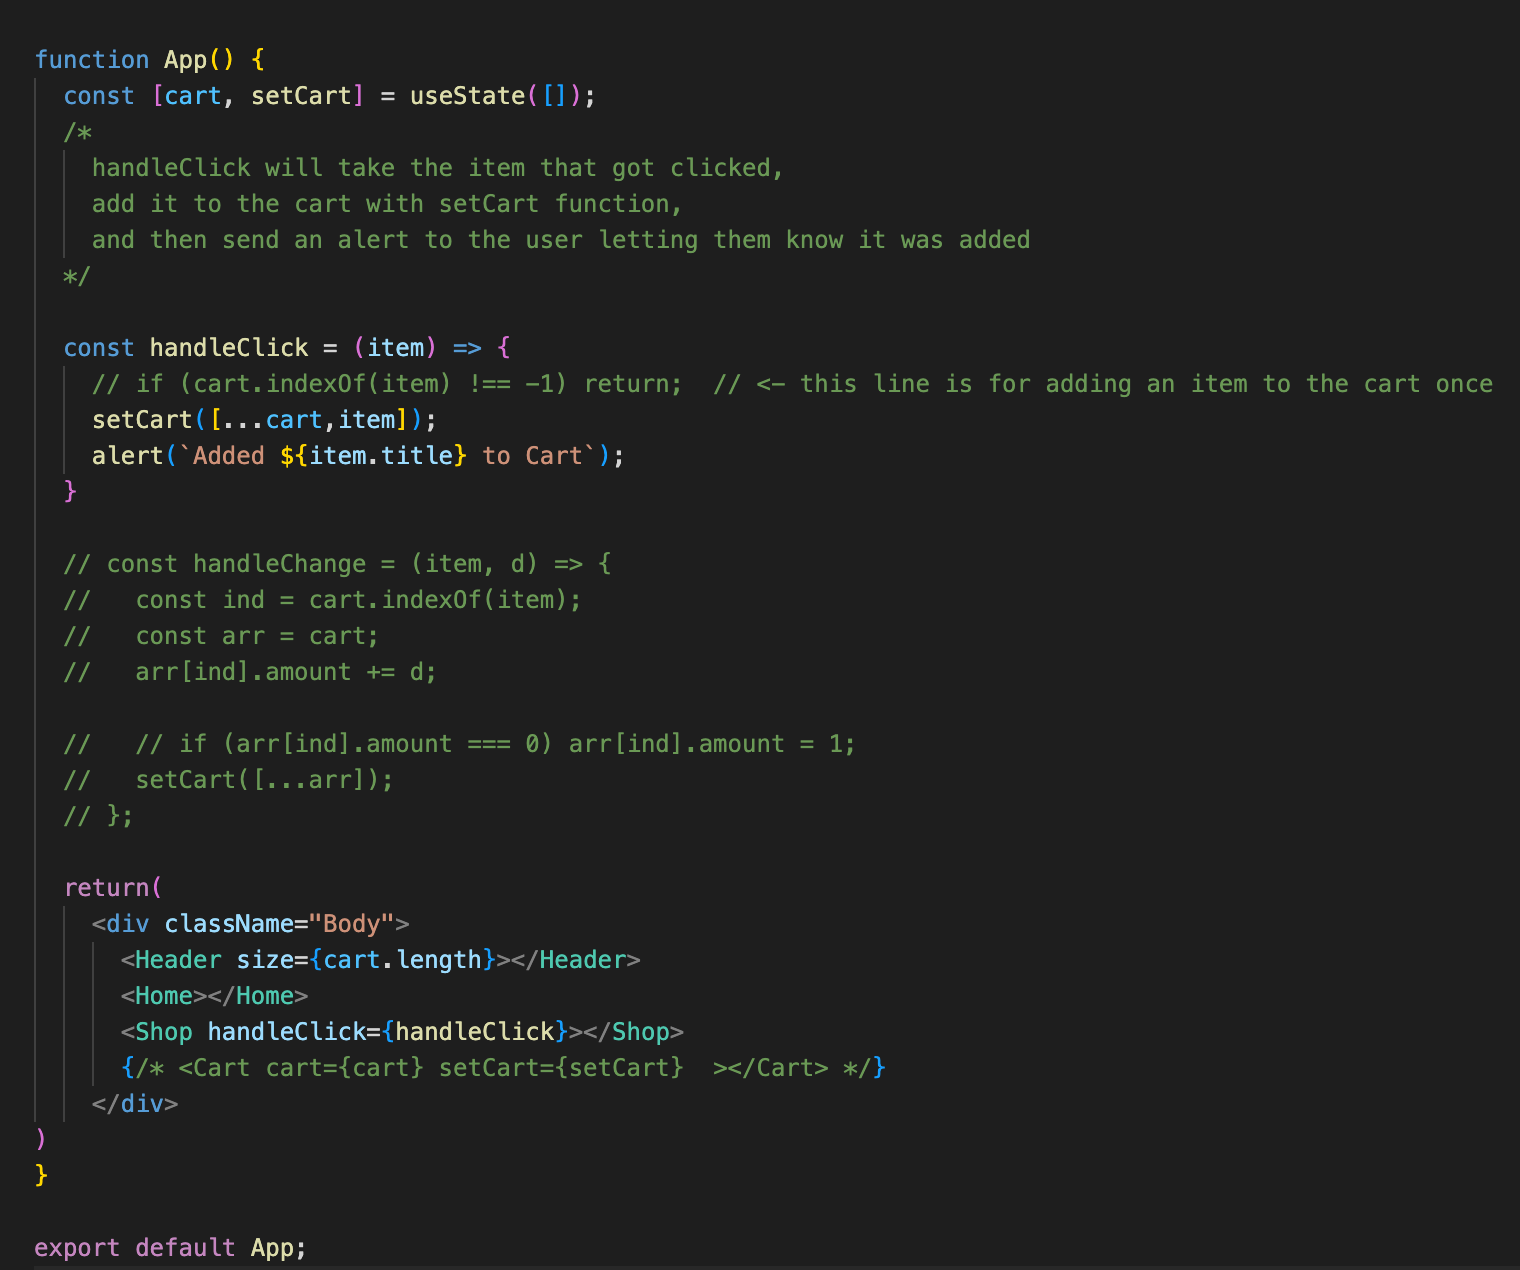 function App() {
  const [cart, setCart] = useState([]);
  /*
    handleClick will take the item that got clicked,
    add it to the cart with setCart function,
    and then send an alert to the user letting them know it was added
  */

  const handleClick = (item) => {
    // if (cart.indexOf(item) !== -1) return;  // <- this line is for adding an item to the cart once
    setCart([...cart,item]);
    alert(`Added ${item.title} to Cart`);
  }

  // const handleChange = (item, d) => {
  //   const ind = cart.indexOf(item);
  //   const arr = cart;
  //   arr[ind].amount += d;

  //   // if (arr[ind].amount === 0) arr[ind].amount = 1;
  //   setCart([...arr]);
  // };

  return(
    <div className="Body">
      <Header size={cart.length}></Header>
      <Home></Home>
      <Shop handleClick={handleClick}></Shop>
      {/* <Cart cart={cart} setCart={setCart}  ></Cart> */}
    </div>
)
}

export default App;